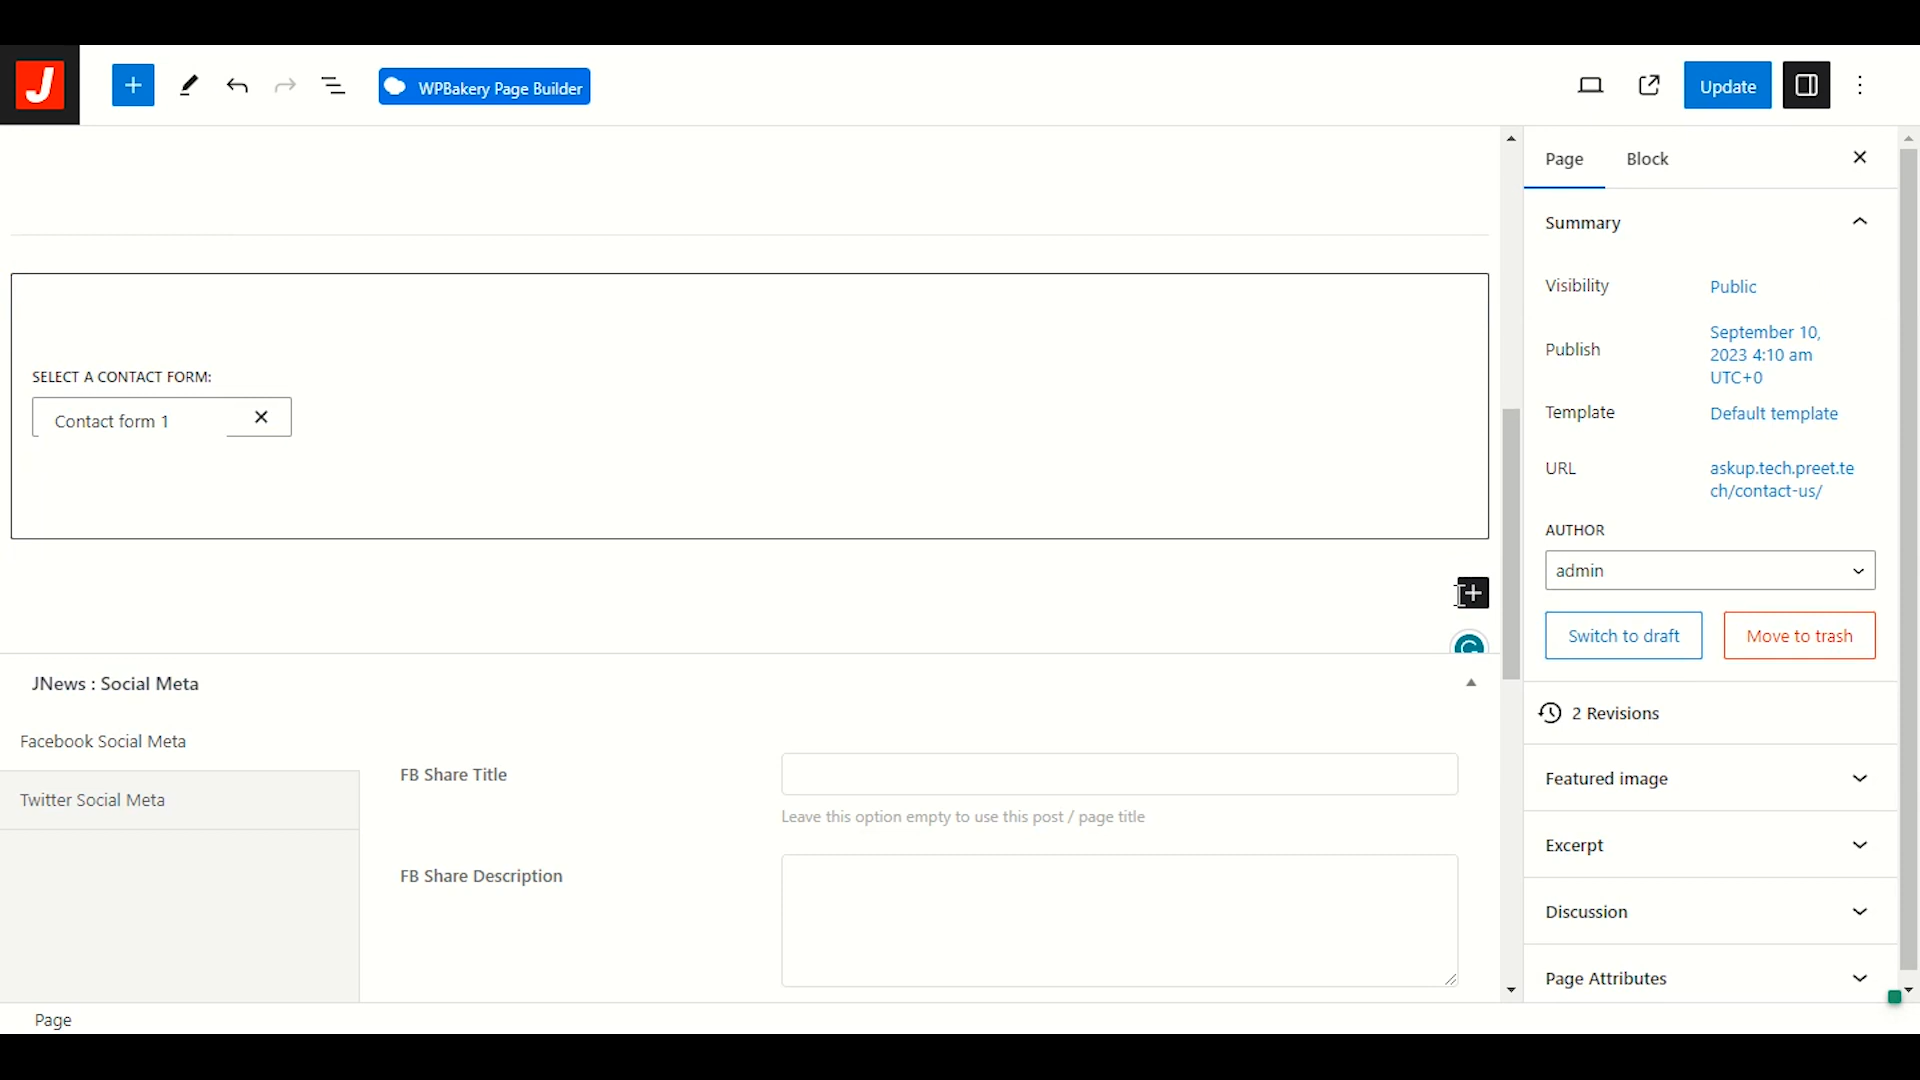 J
WPBakery Page Builder
Update
Page
Block
Summary
Visibility
Public
Publish
September 10,
2023 4:10 am
UTC+0
Template
Default template
URL
askup.tech.preet.te
ch/contact-us/
AUTHOR
admin
Switch to draft
Move to trash
2 Revisions
Featured image
Excerpt
Discussion
Page Attributes
SELECT A CONTACT FORM:
Contact form 1
JNews : Social Meta
Facebook Social Meta
Twitter Social Meta
FB Share Title
Leave this option empty to use this post / page title
FB Share Description
Page